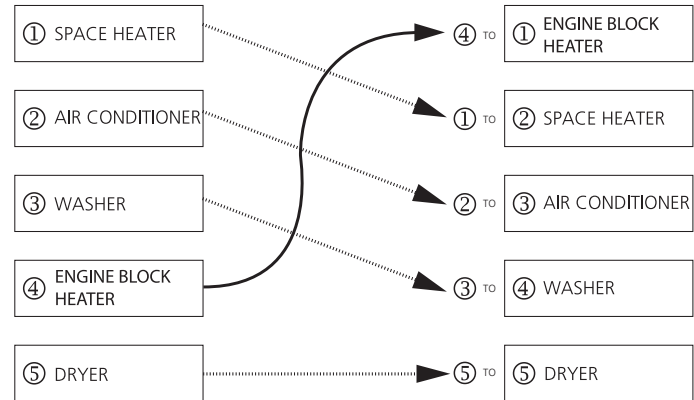 ① SPACE HEATER
④ TO ① ENGINE BLOCK
HEATER
② AIR CONDITIONER
① TO ② SPACE HEATER
③ WASHER
② TO ③ AIR CONDITIONER
④ ENGINE BLOCK
HEATER
③ TO ④ WASHER
⑤ DRYER
⑤ TO ⑤ DRYER